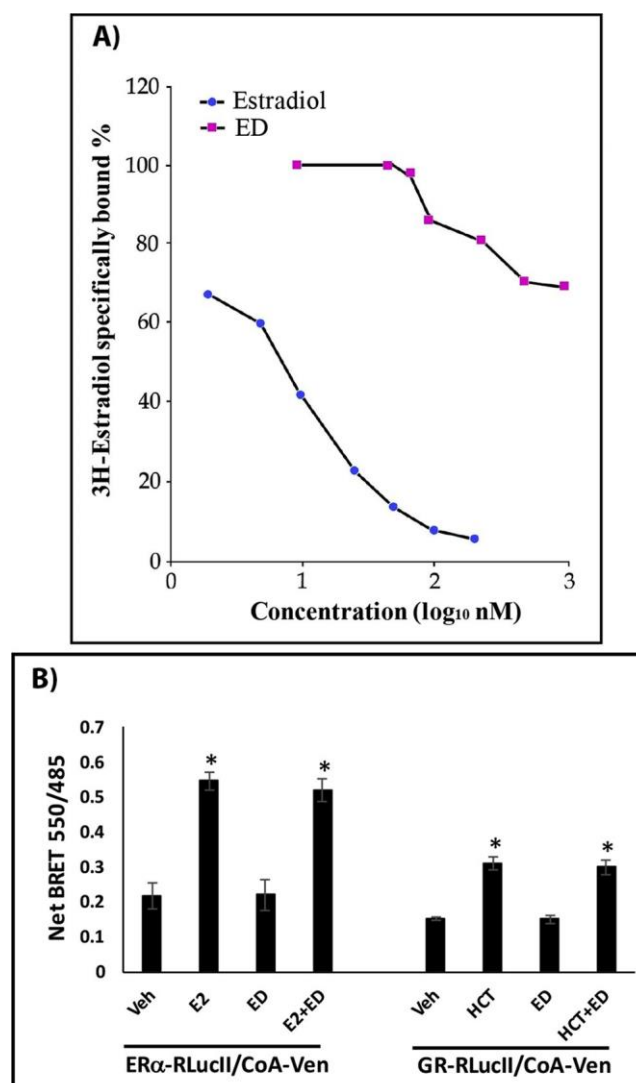 A)
120
100
80
60
40
20
0
3H-Estradiol specifically bound %
Estradiol
ED
0 1 2 3
Concentration (log₁₀ nM)
B)
0.7
0.6
0.5
0.4
0.3
0.2
0.1
0
Net BRET 550/485
* * * *
Veh E2 ED E2+ED Veh HCT ED HCT+ED
ERα-RLucII/CoA-Ven GR-RLucII/CoA-Ven